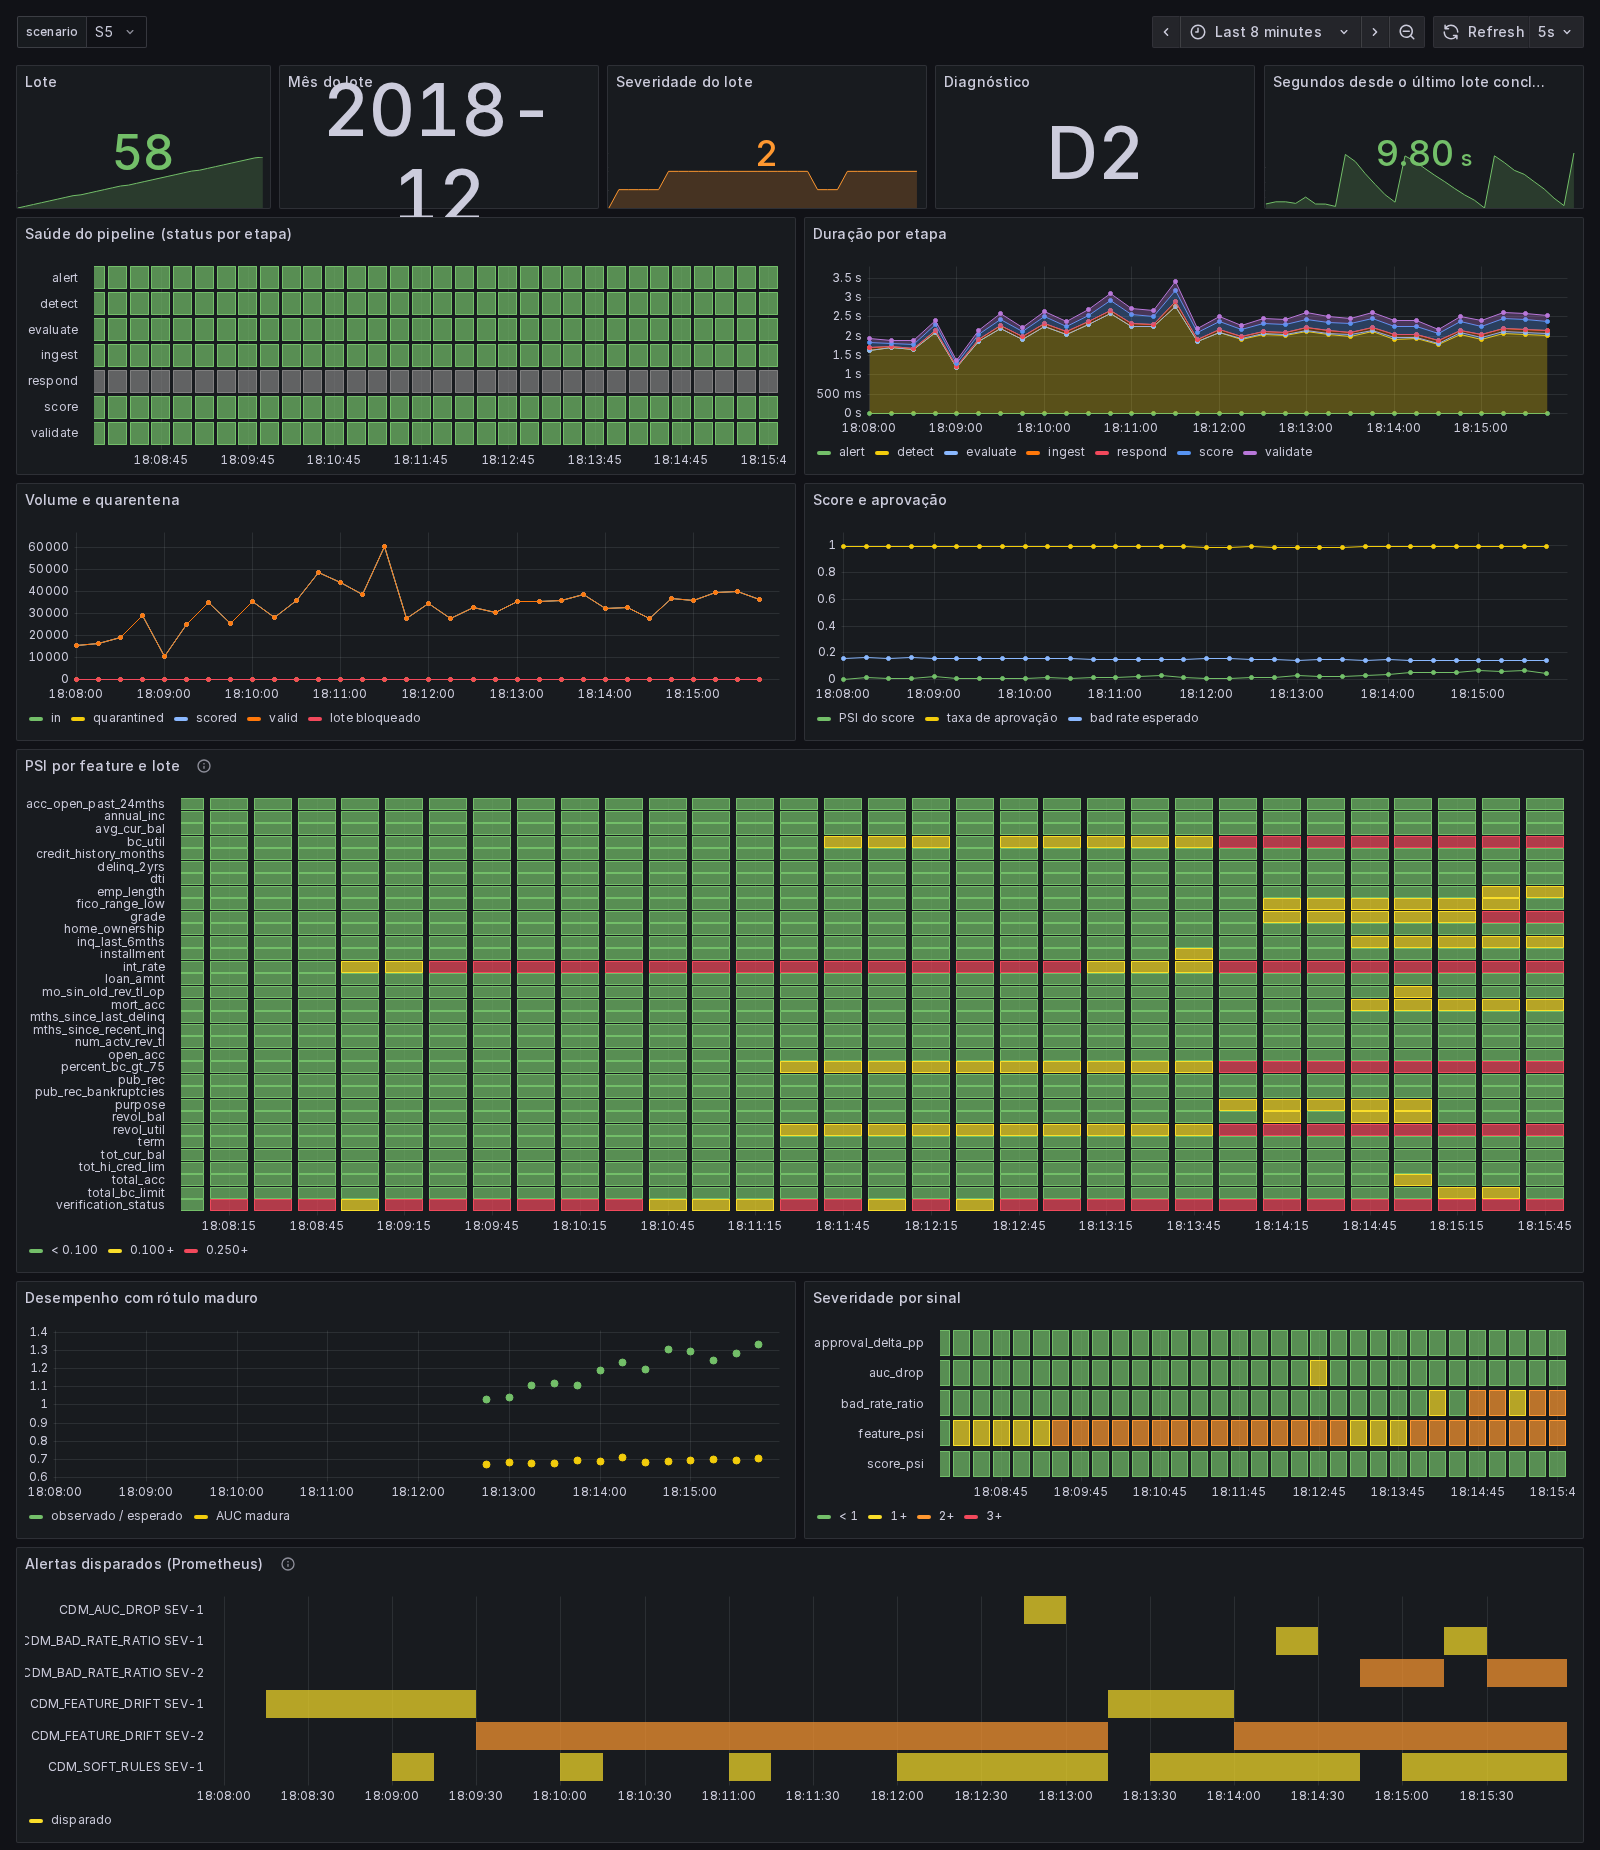 scenario S5 Last 8 minutes Refresh 5s
Lote
Mês do lote
Severidade do lote
Diagnóstico
Segundos desde o último lote concl...
58
2018-
12
2
D2
9.80 s
Saúde do pipeline (status por etapa)
alert
detect
evaluate
ingest
respond
score
validate
18:08:45 18:09:45 18:10:45 18:11:45 18:12:45 18:13:45 18:14:45 18:15:4
Duração por etapa
3.5 s
3 s
2.5 s
2 s
1.5 s
1 s
500 ms
0 s
18:08:00 18:09:00 18:10:00 18:11:00 18:12:00 18:13:00 18:14:00 18:15:00
alert detect evaluate ingest respond score validate
Volume e quarentena
60000
50000
40000
30000
20000
10000
0
18:08:00 18:09:00 18:10:00 18:11:00 18:12:00 18:13:00 18:14:00 18:15:00
in quarantined scored valid lote bloqueado
Score e aprovação
1
0.8
0.6
0.4
0.2
0
18:08:00 18:09:00 18:10:00 18:11:00 18:12:00 18:13:00 18:14:00 18:15:00
PSI do score taxa de aprovação bad rate esperado
PSI por feature e lote
acc_open_past_24mths
annual_inc
avg_cur_bal
bc_util
credit_history_months
delinq_2yrs
dti
emp_length
fico_range_low
grade
home_ownership
inq_last_6mths
installment
int_rate
loan_amnt
mo_sin_old_rev_tl_op
mort_acc
mths_since_last_delinq
mths_since_recent_inq
num_actv_rev_tl
open_acc
percent_bc_gt_75
pub_rec
pub_rec_bankruptcies
purpose
revol_bal
revol_util
term
tot_cur_bal
tot_hi_cred_lim
total_acc
total_bc_limit
verification_status
18:08:15 18:08:45 18:09:15 18:09:45 18:10:15 18:10:45 18:11:15 18:11:45 18:12:15 18:12:45 18:13:15 18:13:45 18:14:15 18:14:45 18:15:15 18:15:45
< 0.100 0.100+ 0.250+
Desempenho com rótulo maduro
1.4
1.3
1.2
1.1
1
0.9
0.8
0.7
0.6
18:08:00 18:09:00 18:10:00 18:11:00 18:12:00 18:13:00 18:14:00 18:15:00
observado / esperado AUC madura
Severidade por sinal
approval_delta_pp
auc_drop
bad_rate_ratio
feature_psi
score_psi
18:08:45 18:09:45 18:10:45 18:11:45 18:12:45 18:13:45 18:14:45 18:15:4
< 1 1+ 2+ 3+
Alertas disparados (Prometheus)
CDM_AUC_DROP SEV-1
CDM_BAD_RATE_RATIO SEV-1
CDM_BAD_RATE_RATIO SEV-2
CDM_FEATURE_DRIFT SEV-1
CDM_FEATURE_DRIFT SEV-2
CDM_SOFT_RULES SEV-1
18:08:00 18:08:30 18:09:00 18:09:30 18:10:00 18:10:30 18:11:00 18:11:30 18:12:00 18:12:30 18:13:00 18:13:30 18:14:00 18:14:30 18:15:00 18:15:30
disparado